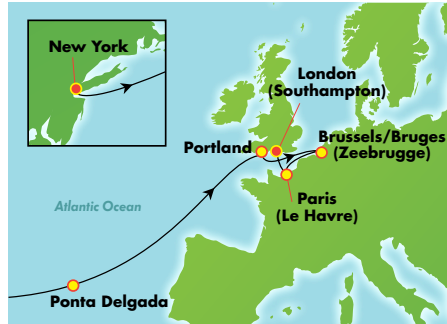 New York
London
(Southampton)
Portland
Brussels/Bruges
(Zeebrugge)
Paris
(Le Havre)
Atlantic Ocean
Ponta Delgada